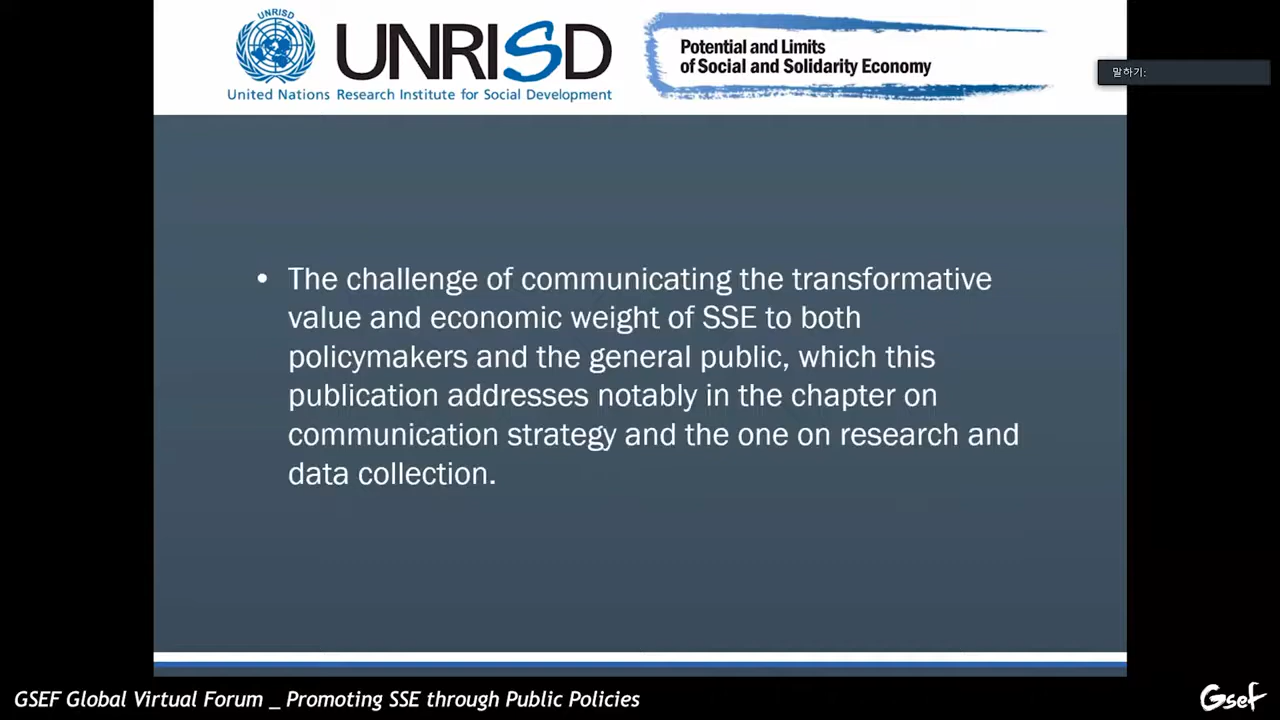 UNRISD
UNRISD
United Nations Research Institute for Social Development
Potential and Limits
of Social and Solidarity Economy
말하기:
• The challenge of communicating the transformative
value and economic weight of SSE to both
policymakers and the general public, which this
publication addresses notably in the chapter on
communication strategy and the one on research and
data collection.
GSEF Global Virtual Forum _ Promoting SSE through Public Policies
Gsef